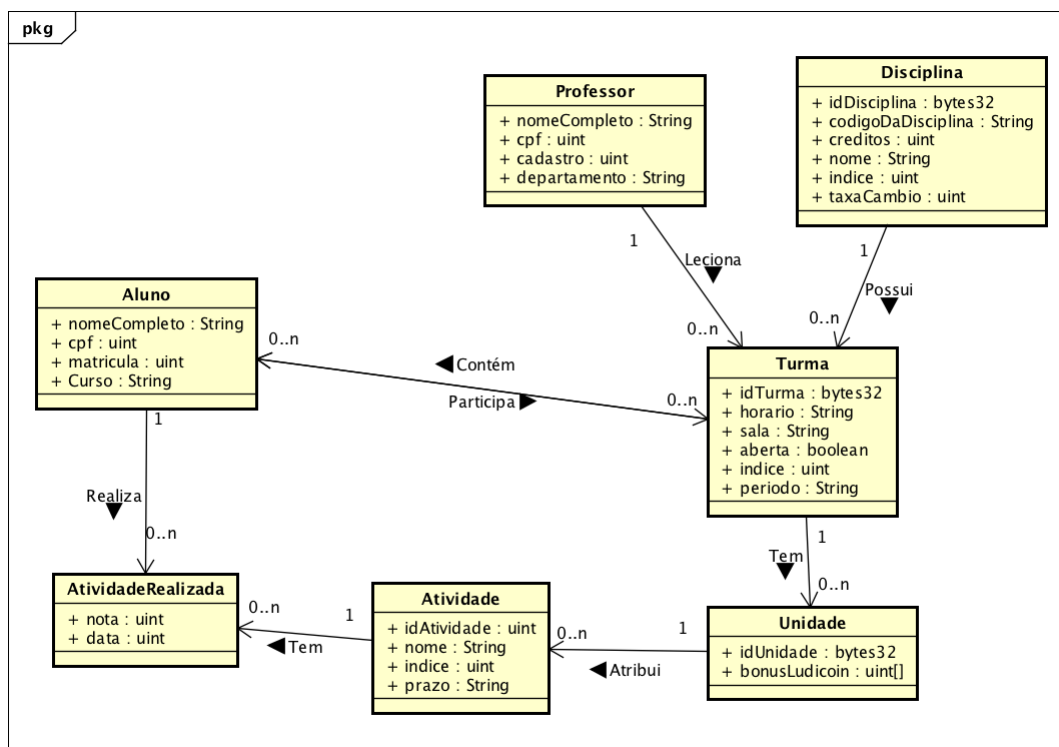 pkg
Disciplina
+ idDisciplina : bytes32
+ codigoDaDisciplina : String
+ creditos : uint
+ nome : String
+ indice : uint
+ taxaCambio : uint
Professor
+ nomeCompleto : String
+ cpf : uint
+ cadastro : uint
+ departamento : String
1
Leciona
0..n
1
Possui
0..n
Aluno
+ nomeCompleto : String
+ cpf : uint
+ matricula : uint
+ Curso : String
0..n
Contém
Participa
0..n
Turma
+ idTurma : bytes32
+ horario : String
+ sala : String
+ aberta : boolean
+ indice : uint
+ periodo : String
1
Realiza
0..n
1
Tem
0..n
AtividadeRealizada
+ nota : uint
+ data : uint
0..n
1
Tem
Atividade
+ idAtividade : uint
+ nome : String
+ indice : uint
+ prazo : String
0..n
1
Atribui
Unidade
+ idUnidade : bytes32
+ bonusLudicoin : uint[]